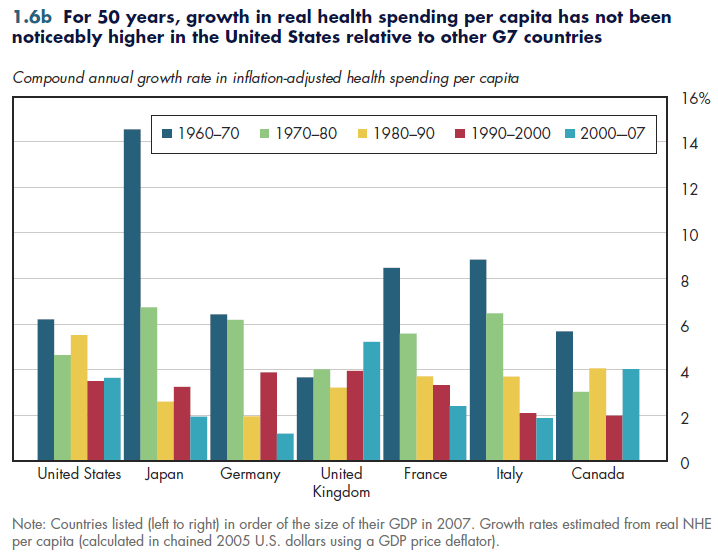 1.6b For 50 years, growth in real health spending per capita has not been
noticeably higher in the United States relative to other G7 countries
Compound annual growth rate in inflation-adjusted health spending per capita
16%
1960–70 1970–80 1980–90 1990–2000 2000—07
14
12
10
8
6
4
2
0
United States Japan Germany United Kingdom France Italy Canada
Note: Countries listed (left to right) in order of the size of their GDP in 2007. Growth rates estimated from real NHE
per capita (calculated in chained 2005 U.S. dollars using a GDP price deflator).